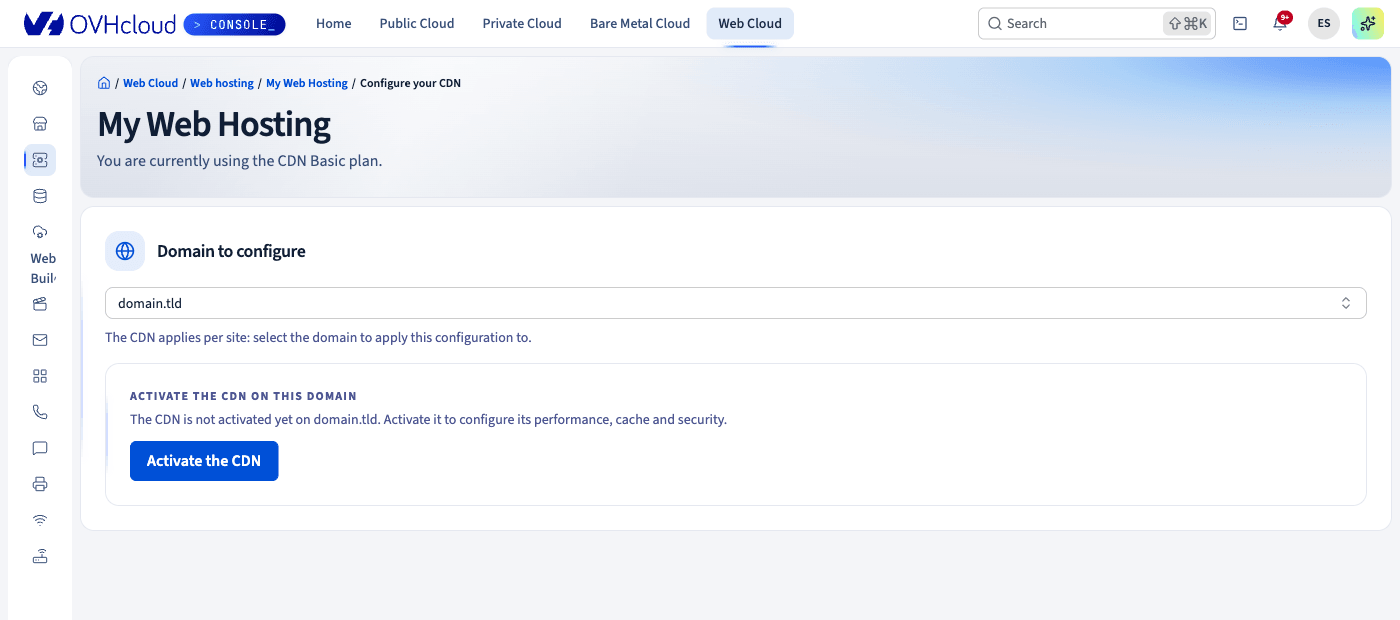 OVHcloud > CONSOLE_ Home Public Cloud Private Cloud Bare Metal Cloud Web Cloud Search ⇧⌘K 9+ ES
/ Web Cloud / Web hosting / My Web Hosting / Configure your CDN
My Web Hosting
You are currently using the CDN Basic plan.
Web
Domain to configure
domain.tld
The CDN applies per site: select the domain to apply this configuration to.
ACTIVATE THE CDN ON THIS DOMAIN
The CDN is not activated yet on domain.tld. Activate it to configure its performance, cache and security.
Activate the CDN